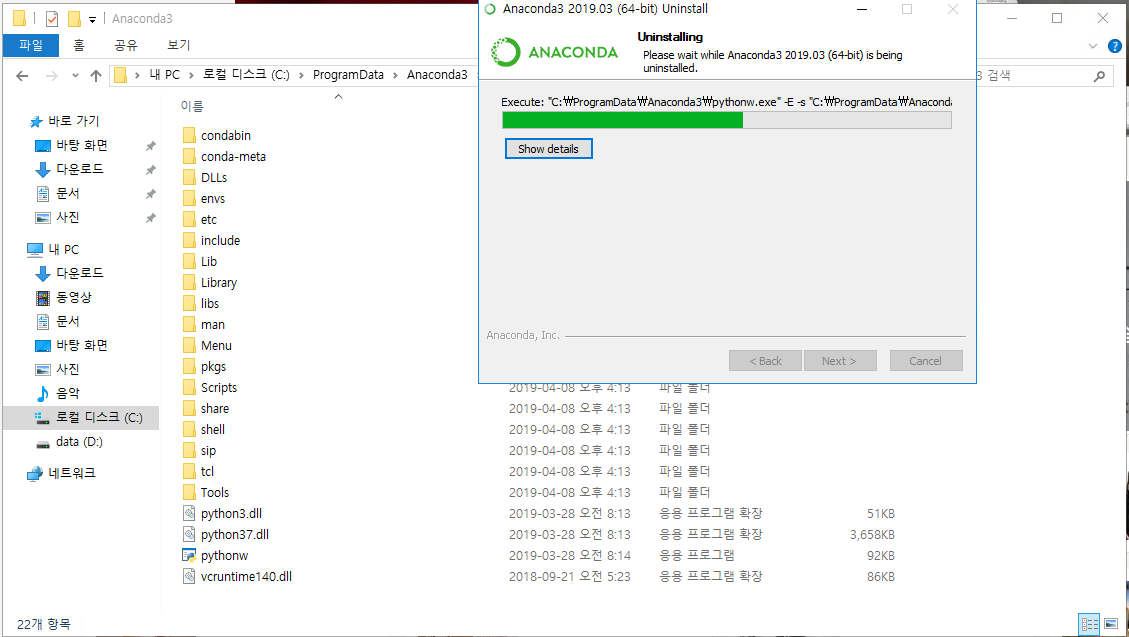 Anaconda3
파일 홈 공유 보기
내 PC > 로컬 디스크 (C:) > ProgramData > Anaconda3
검색
이름
바로 가기
바탕 화면
다운로드
문서
사진
내 PC
다운로드
동영상
문서
바탕 화면
사진
음악
로컬 디스크 (C:)
data (D:)
네트워크
condabin
conda-meta
DLLs
envs
etc
include
Lib
Library
libs
man
Menu
pkgs
Scripts 2019-04-08 오후 4:13 파일 폴더
share 2019-04-08 오후 4:13 파일 폴더
shell 2019-04-08 오후 4:13 파일 폴더
sip 2019-04-08 오후 4:13 파일 폴더
tcl 2019-04-08 오후 4:13 파일 폴더
Tools 2019-04-08 오후 4:13 파일 폴더
python3.dll 2019-03-28 오전 8:13 응용 프로그램 확장 51KB
python37.dll 2019-03-28 오전 8:13 응용 프로그램 확장 3,658KB
pythonw 2019-03-28 오전 8:14 응용 프로그램 92KB
vcruntime140.dll 2018-09-21 오전 5:23 응용 프로그램 확장 86KB
22개 항목
Anaconda3 2019.03 (64-bit) Uninstall
ANACONDA
Uninstalling
Please wait while Anaconda3 2019.03 (64-bit) is being
uninstalled.
Execute: "C:₩ProgramData₩Anaconda3₩pythonw.exe" -E -s "C:₩ProgramData₩Anaconda
Show details
Anaconda, Inc.
< Back Next > Cancel